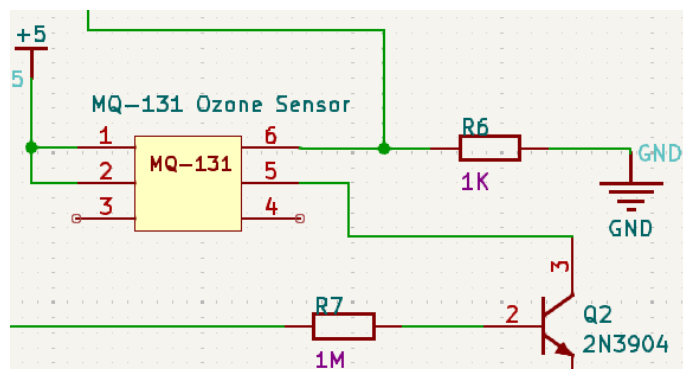 +5
5
MQ-131 Ozone Sensor
1
6
R6
GND
MQ-131
2
5
1K
3
4
GND
3
R7
2
Q2
1M
2N3904